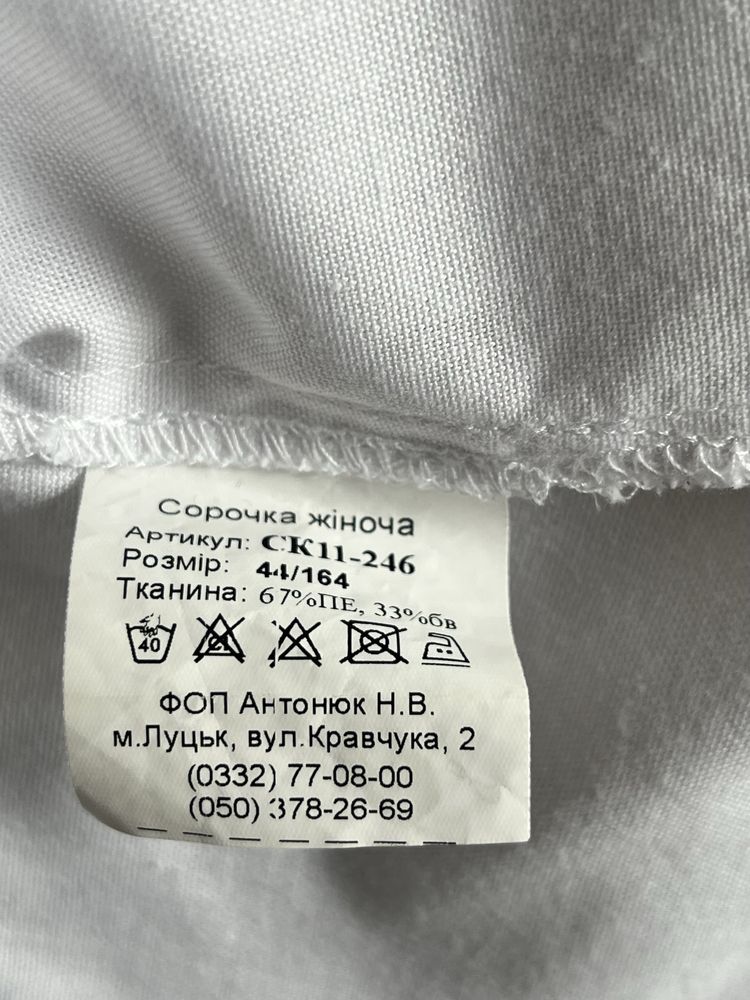 Сорочка жіноча
Артикул: СК11-246
Розмір: 44/164
Тканина: 67%ПЕ, 33%бв
40 cl
ФОП Антонюк Н.В.
м.Луцьк, вул.Кравчука, 2
(0332) 77-08-00
(050) 378-26-69